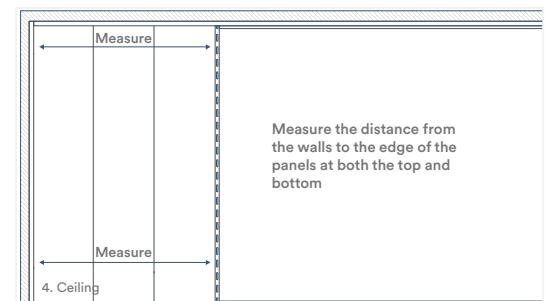 Measure
Measure the distance from
the walls to the edge of the
panels at both the top and
bottom
Measure
4. Ceiling